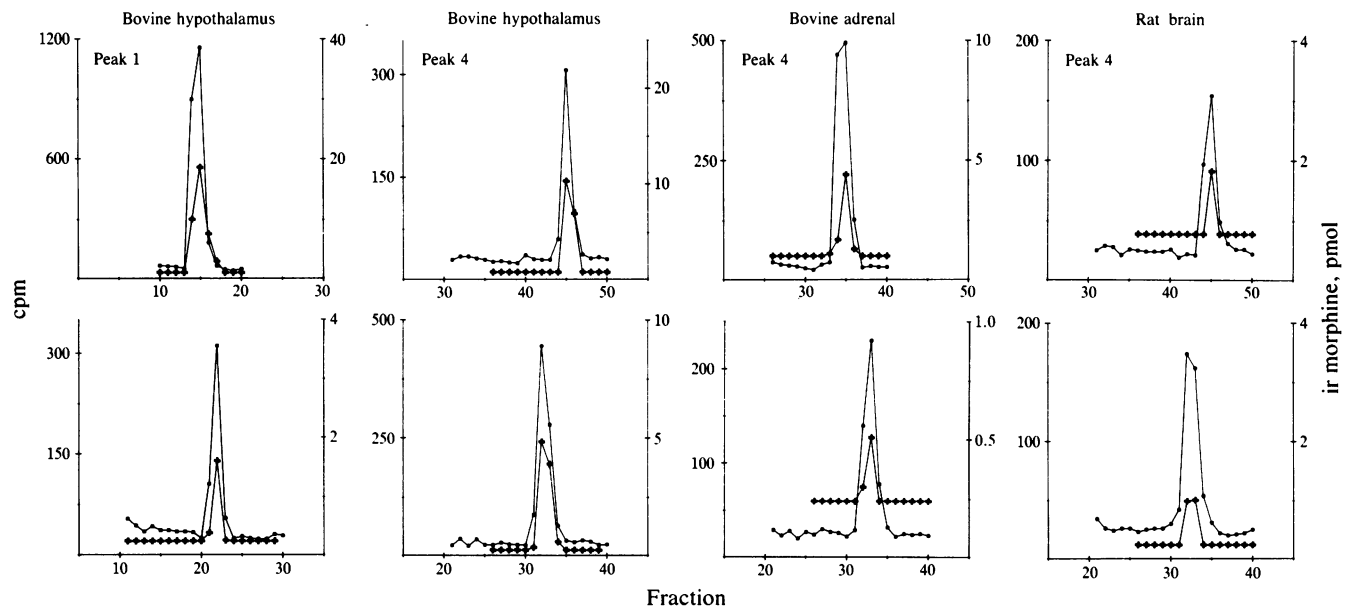 Bovine hypothalamus
Bovine hypothalamus
Bovine adrenal
Rat brain
Peak 1
1200
600
40
20
10 20 30
Peak 4
300
150
20
10
30 40 50
Peak 4
500
250
10
5
30 40 50
Peak 4
200
100
4
2
30 40 50
cpm
ir morphine, pmol
300
150
4
2
10 20 30
500
250
10
5
20 30 40
200
100
1.0
0.5
20 30 40
200
100
4
2
20 30 40
Fraction